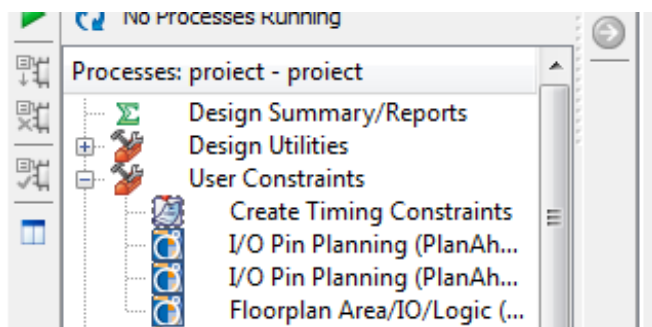 No Processes Running
Processes: proiect - proiect
Design Summary/Reports
Design Utilities
User Constraints
Create Timing Constraints
I/O Pin Planning (PlanAh...
I/O Pin Planning (PlanAh...
Floorplan Area/IO/Logic (...